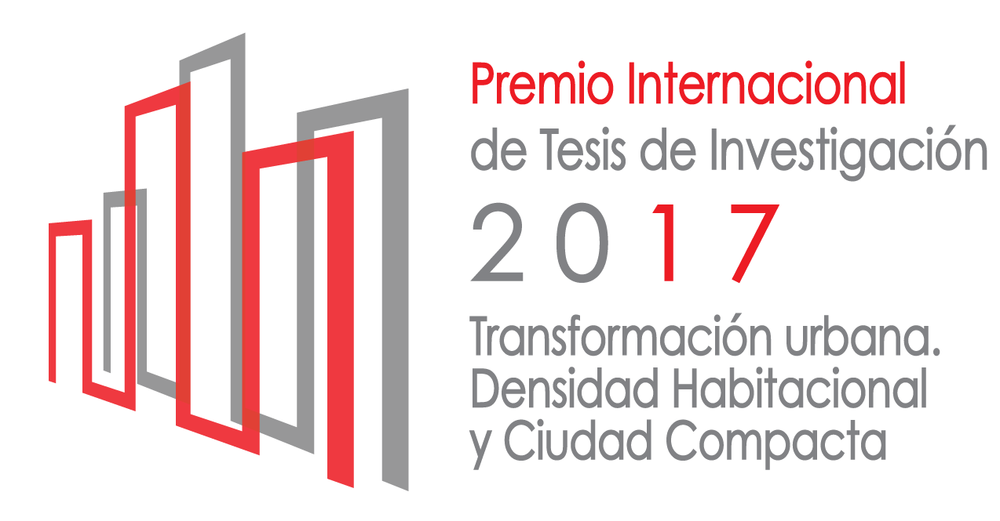 Premio Internacional
de Tesis de Investigación
2017
Transformación urbana.
Densidad Habitacional
y Ciudad Compacta